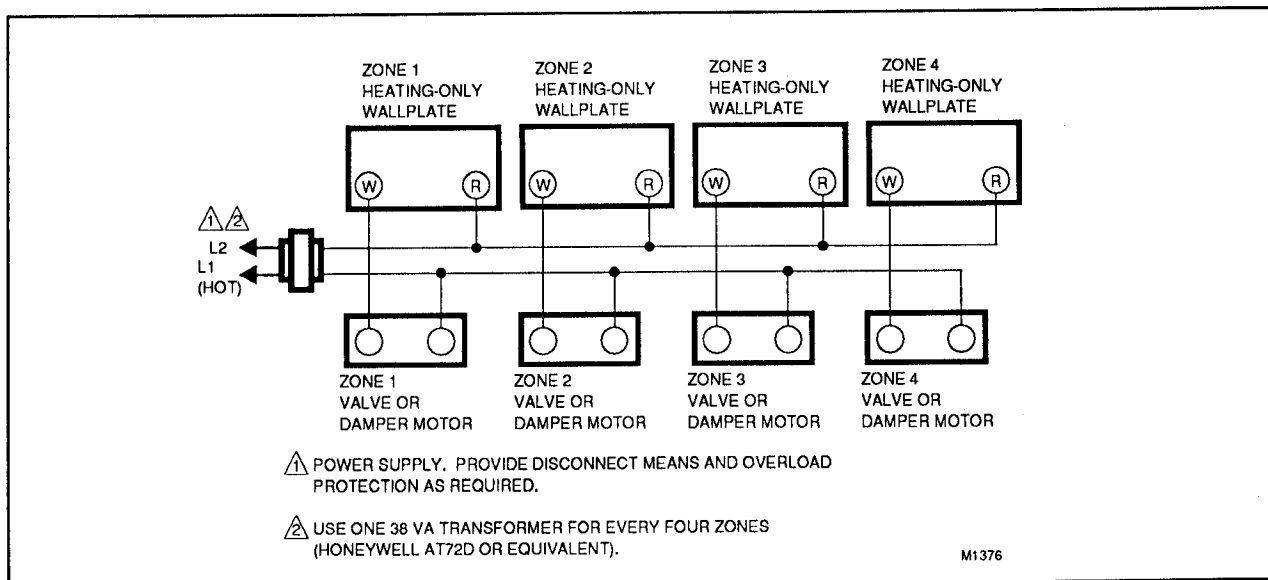 ZONE 1
HEATING-ONLY
WALLPLATE
ZONE 2
HEATING-ONLY
WALLPLATE
ZONE 3
HEATING-ONLY
WALLPLATE
ZONE 4
HEATING-ONLY
WALLPLATE
W
R
W
R
W
R
W
R
1 2
L2
L1
(HOT)
ZONE 1
VALVE OR
DAMPER MOTOR
ZONE 2
VALVE OR
DAMPER MOTOR
ZONE 3
VALVE OR
DAMPER MOTOR
ZONE 4
VALVE OR
DAMPER MOTOR
1 POWER SUPPLY. PROVIDE DISCONNECT MEANS AND OVERLOAD
PROTECTION AS REQUIRED.
2 USE ONE 38 VA TRANSFORMER FOR EVERY FOUR ZONES
(HONEYWELL AT72D OR EQUIVALENT).
M1376